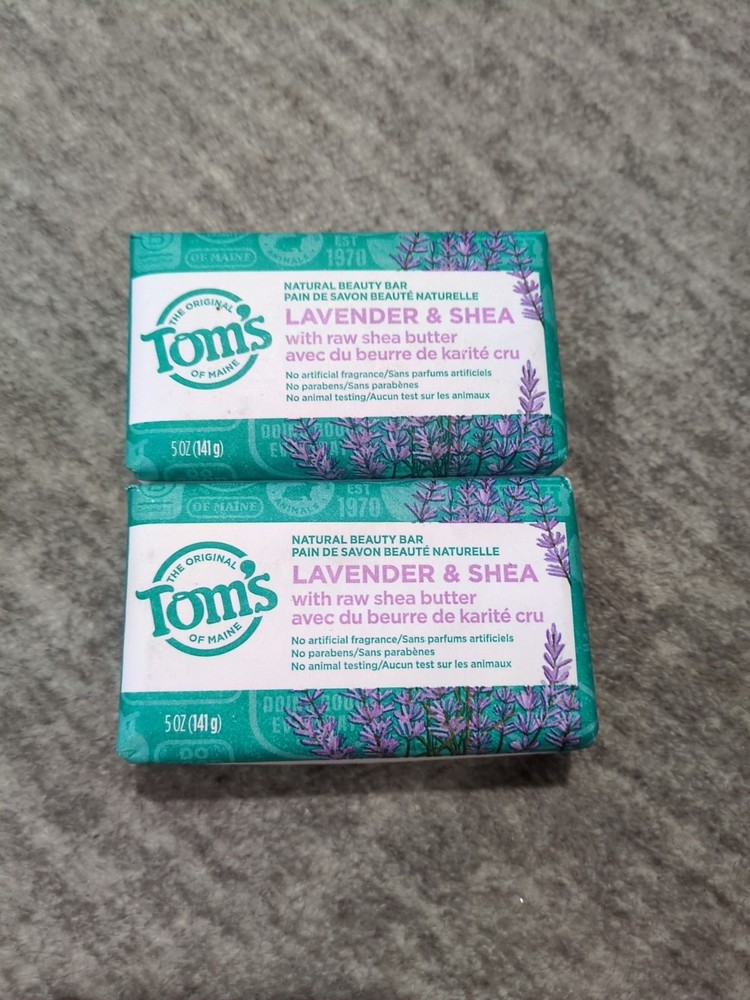 OF MAINE
ANIMALS
EST
1970
THE ORIGINAL
Tom's
OF MAINE
NATURAL BEAUTY BAR
PAIN DE SAVON BEAUTÉ NATURELLE
LAVENDER & SHEA
with raw shea butter
avec du beurre de karité cru
No artificial fragrance/Sans parfums artificiels
No parabens/Sans parabènes
No animal testing/Aucun test sur les animaux
5 OZ (141 g)
OF MAINE
ANIMALS
EST
1970
THE ORIGINAL
Tom's
OF MAINE
NATURAL BEAUTY BAR
PAIN DE SAVON BEAUTÉ NATURELLE
LAVENDER & SHEA
with raw shea butter
avec du beurre de karité cru
No artificial fragrance/Sans parfums artificiels
No parabens/Sans parabènes
No animal testing/Aucun test sur les animaux
5 OZ (141 g)